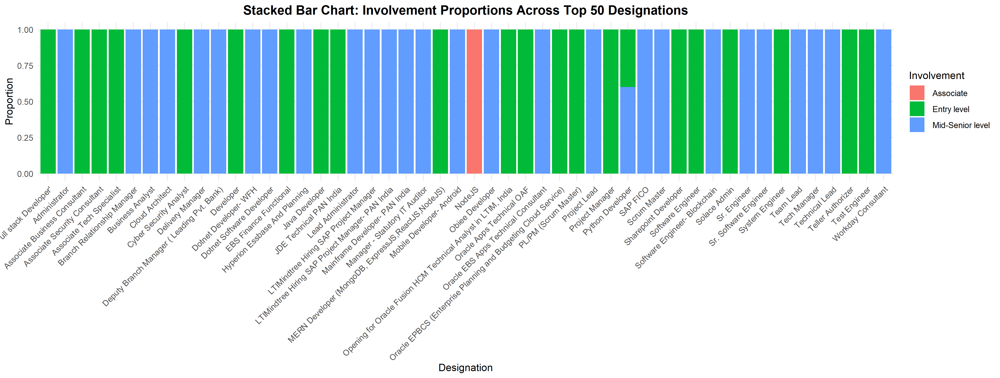 Stacked Bar Chart: Involvement Proportions Across Top 50 Designations
Proportion
1.00
0.75
0.50
0.25
0.00
Involvement
Associate
Entry level
Mid-Senior level
stack Developer'
Administrator
Associate Business Consultant
Associate Security Consultant
Associate Tech Specialist
Branch Relationship Manager
Business Analyst
Cloud Architect
Cyber Security Analyst
Delivery Manager
Deputy Branch Manager ( Leading Pvt. Bank)
Developer
Dotnet Developer- WFH
Dotnet Software Developer
EBS Finance Functional
Hyperion Essbase And Planning
Java Developer
JDE Technical PAN India
Lead Administrator
LTIMindtree Hiring SAP Project Manager
LTIMindtree Hiring SAP Project Manager- PAN India
Mainframe Developer- PAN India
Manager - Statutory IT Auditor
MERN Developer (MongoDB, ExpressJS,ReactJS,NodeJS)
Mobile Developer- Android
NodeJS
Obiee Developer
Opening for Oracle Fusion HCM Technical Analyst in LTIM, India
Oracle Apps Technical OAF
Oracle EBS Apps Technical Consultant
Oracle EPBCS (Enterprise Planning and Budgeting Cloud Service)
PL/PM (Scrum Master)
Project Lead
Project Manager
Python Developer
SAP FICO
Scrum Master
Sharepoint Developer
Software Engineer
Software Engineer- Blockchain
Solace Admin
Sr. Engineer
Sr. Software Engineer
System Engineer
Team Lead
Tech Manager
Technical Lead
Teller Authorizer
Test Engineer
Workday Consultant
Designation